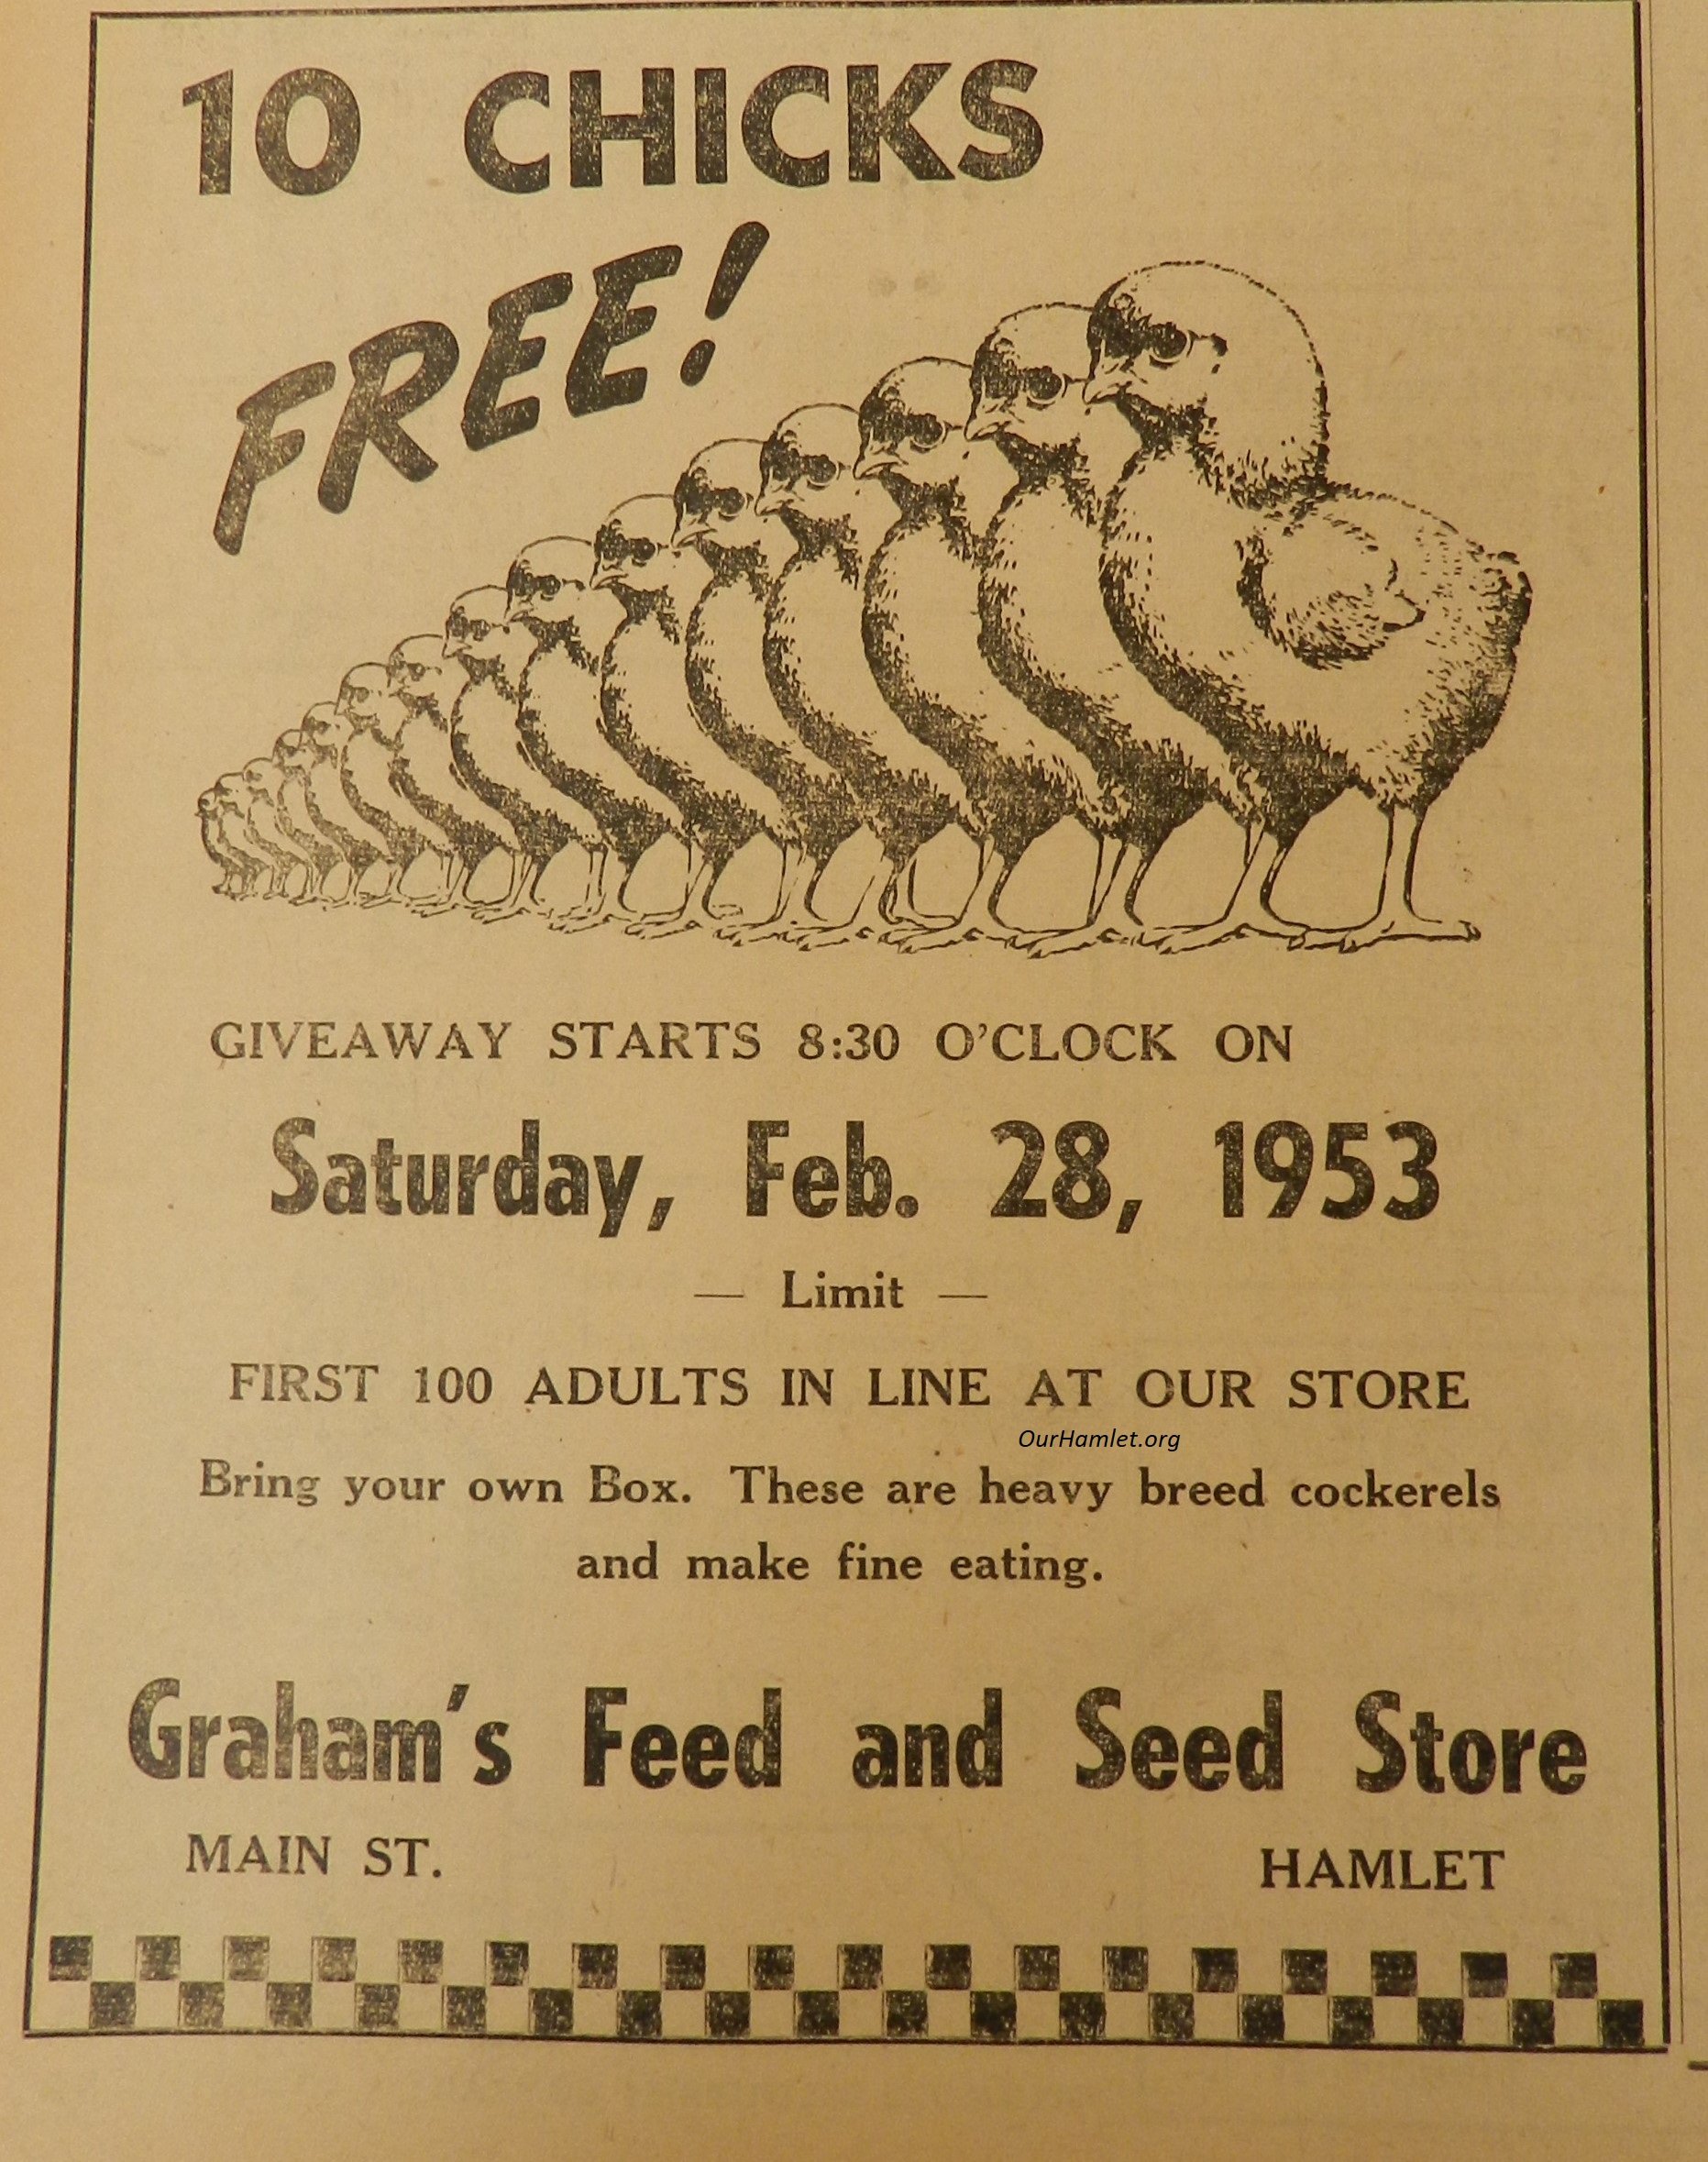 10 CHICKS
FREE!
GIVEAWAY STARTS 8:30 O'CLOCK ON
Saturday, Feb. 28, 1953
— Limit —
FIRST 100 ADULTS IN LINE AT OUR STORE
OurHamlet.org
Bring your own Box. These are heavy breed cockerels
and make fine eating.
Graham's Feed and Seed Store
MAIN ST. HAMLET